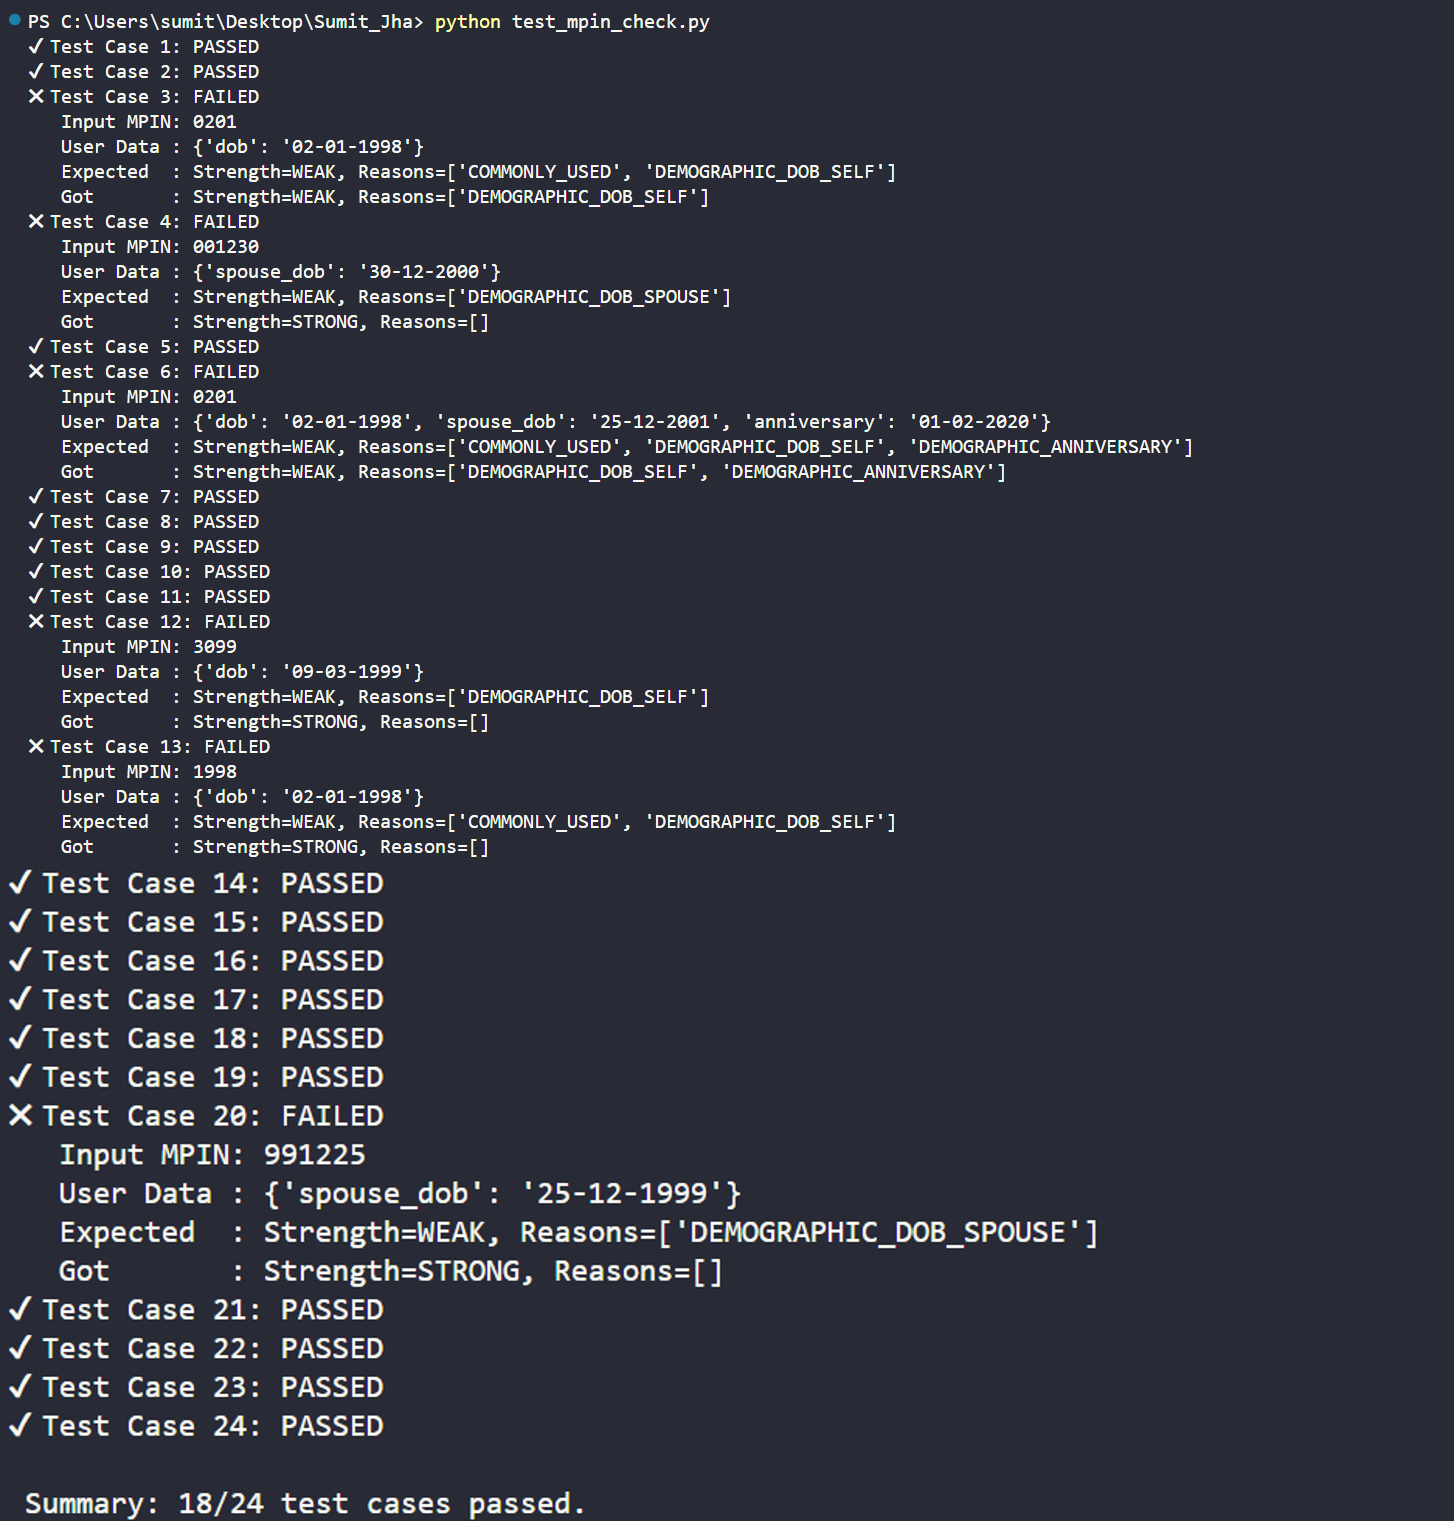 PS C:\Users\sumit\Desktop\Sumit_Jha> python test_mpin_check.py
✓ Test Case 1: PASSED
✓ Test Case 2: PASSED
✕ Test Case 3: FAILED
Input MPIN: 0201
User Data : {'dob': '02-01-1998'}
Expected  : Strength=WEAK, Reasons=['COMMONLY_USED', 'DEMOGRAPHIC_DOB_SELF']
Got       : Strength=WEAK, Reasons=['DEMOGRAPHIC_DOB_SELF']
✕ Test Case 4: FAILED
Input MPIN: 001230
User Data : {'spouse_dob': '30-12-2000'}
Expected  : Strength=WEAK, Reasons=['DEMOGRAPHIC_DOB_SPOUSE']
Got       : Strength=STRONG, Reasons=[]
✓ Test Case 5: PASSED
✕ Test Case 6: FAILED
Input MPIN: 0201
User Data : {'dob': '02-01-1998', 'spouse_dob': '25-12-2001', 'anniversary': '01-02-2020'}
Expected  : Strength=WEAK, Reasons=['COMMONLY_USED', 'DEMOGRAPHIC_DOB_SELF', 'DEMOGRAPHIC_ANNIVERSARY']
Got       : Strength=WEAK, Reasons=['DEMOGRAPHIC_DOB_SELF', 'DEMOGRAPHIC_ANNIVERSARY']
✓ Test Case 7: PASSED
✓ Test Case 8: PASSED
✓ Test Case 9: PASSED
✓ Test Case 10: PASSED
✓ Test Case 11: PASSED
✕ Test Case 12: FAILED
Input MPIN: 3099
User Data : {'dob': '09-03-1999'}
Expected  : Strength=WEAK, Reasons=['DEMOGRAPHIC_DOB_SELF']
Got       : Strength=STRONG, Reasons=[]
✕ Test Case 13: FAILED
Input MPIN: 1998
User Data : {'dob': '02-01-1998'}
Expected  : Strength=WEAK, Reasons=['COMMONLY_USED', 'DEMOGRAPHIC_DOB_SELF']
Got       : Strength=STRONG, Reasons=[]
✓ Test Case 14: PASSED
✓ Test Case 15: PASSED
✓ Test Case 16: PASSED
✓ Test Case 17: PASSED
✓ Test Case 18: PASSED
✓ Test Case 19: PASSED
✕ Test Case 20: FAILED
Input MPIN: 991225
User Data : {'spouse_dob': '25-12-1999'}
Expected  : Strength=WEAK, Reasons=['DEMOGRAPHIC_DOB_SPOUSE']
Got       : Strength=STRONG, Reasons=[]
✓ Test Case 21: PASSED
✓ Test Case 22: PASSED
✓ Test Case 23: PASSED
✓ Test Case 24: PASSED
Summary: 18/24 test cases passed.